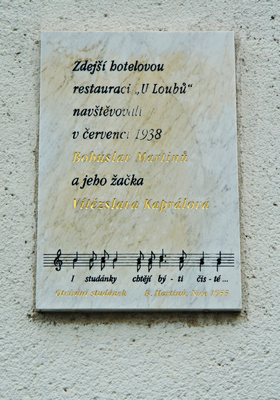 Zdejší hotelovou
restauraci „U Loubů“
navštěvovali
v červenci 1938
Bohuslav Martinů
a jeho žačka
Vítězslava Kaprálová
I studánky chtějí bý - ti čis - té...
Otvírání studánek B. Martinů, Nice 1955